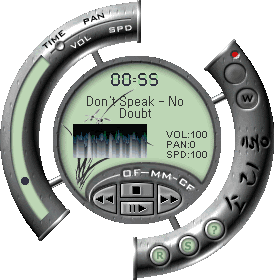 TIME PAN
VOL SPD
00:55
Don't Speak - No
Doubt
VOL:100
PAN:0
SPD:100
OF-MM-CF
W
R S ?